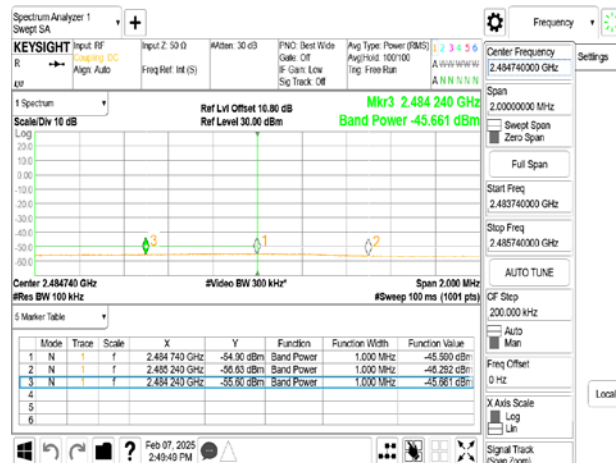 Spectrum Analyzer 1
Swept SA
Frequency
Settings
KEYSIGHT
Input: RF
Coupling: DC
Align: Auto
Input Z: 50 Ω
Freq Ref: Int (S)
#Atten: 30 dB
PNO: Best Wide
Gate: Off
IF Gain: Low
Sig Track: Off
Avg Type: Power (RMS)
Avg|Hold: 100/100
Trig: Free Run
1 2 3 4 5 6
A W W W W W
A N N N N N
R
1 Spectrum
Scale/Div 10 dB
Ref Lvl Offset 10.80 dB
Ref Level 30.00 dBm
Mkr3 2.484 240 GHz
Band Power -45.661 dBm
Log
20.0
10.0
0.00
-10.0
-20.0
-30.0
-40.0
-50.0
-60.0
3
1
2
Center 2.484740 GHz
#Video BW 300 kHz*
Span 2.000 MHz
#Res BW 100 kHz
#Sweep 100 ms (1001 pts)
5 Marker Table
Mode Trace Scale X Y Function Function Width Function Value
1 N 1 f 2.484 740 GHz -54.90 dBm Band Power 1.000 MHz
2 N 1 f 2.485 240 GHz -56.63 dBm Band Power 1.000 MHz -46.292 dBm
3 N 1 f 2.484 240 GHz -55.60 dBm Band Power 1.000 MHz -45.661 dBm
4
5
6
Feb 07, 2025
2:49:49 PM
Center Frequency
2.484740000 GHz
Span
2.00000000 MHz
Swept Span
Zero Span
Full Span
Start Freq
2.483740000 GHz
Stop Freq
2.485740000 GHz
AUTO TUNE
CF Step
200.000 kHz
Auto
Man
Freq Offset
0 Hz
X Axis Scale
Log
Lin
Signal Track
(Span Zoom)
Local